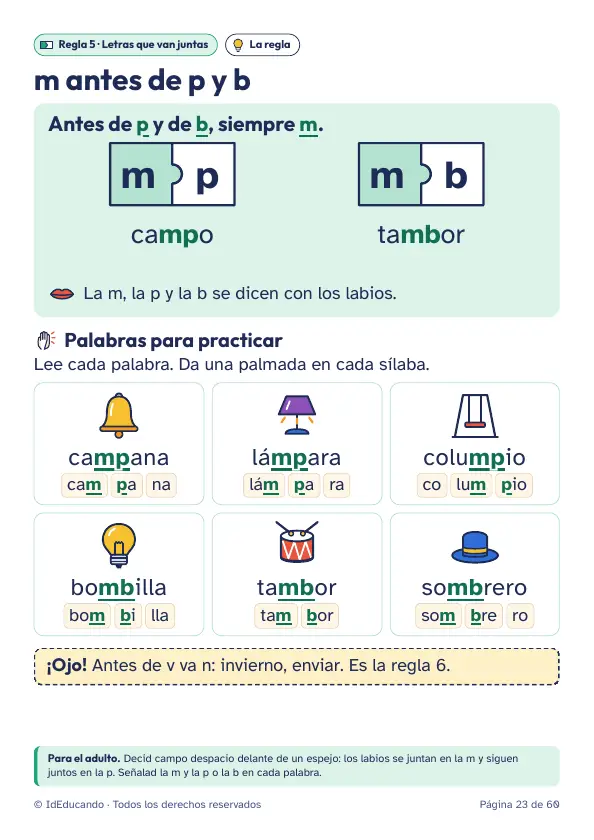 Regla 5 · Letras que van juntas
La regla
m antes de p y b
Antes de p y de b, siempre m.
m p
m b
campo
tambor
La m, la p y la b se dicen con los labios.
Palabras para practicar
Lee cada palabra. Da una palmada en cada sílaba.
campana
cam pa na
lámpara
lám pa ra
columpio
co lum pio
bombilla
bom bi lla
tambor
tam bor
sombrero
som bre ro
¡Ojo! Antes de v va n: invierno, enviar. Es la regla 6.
Para el adulto. Decid campo despacio delante de un espejo: los labios se juntan en la m y siguen
juntos en la p. Señalad la m y la p o la b en cada palabra.
© IdEducando · Todos los derechos reservados
Página 23 de 60